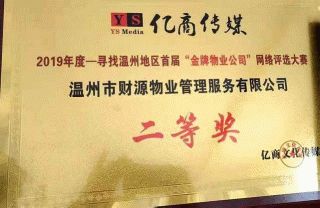 YS 亿商传媒
YS Media
2019年度—寻找温州地区首届“金牌物业公司”网络评选大赛
温州市财源物业管理服务有限公司
二等奖
亿商文化传媒